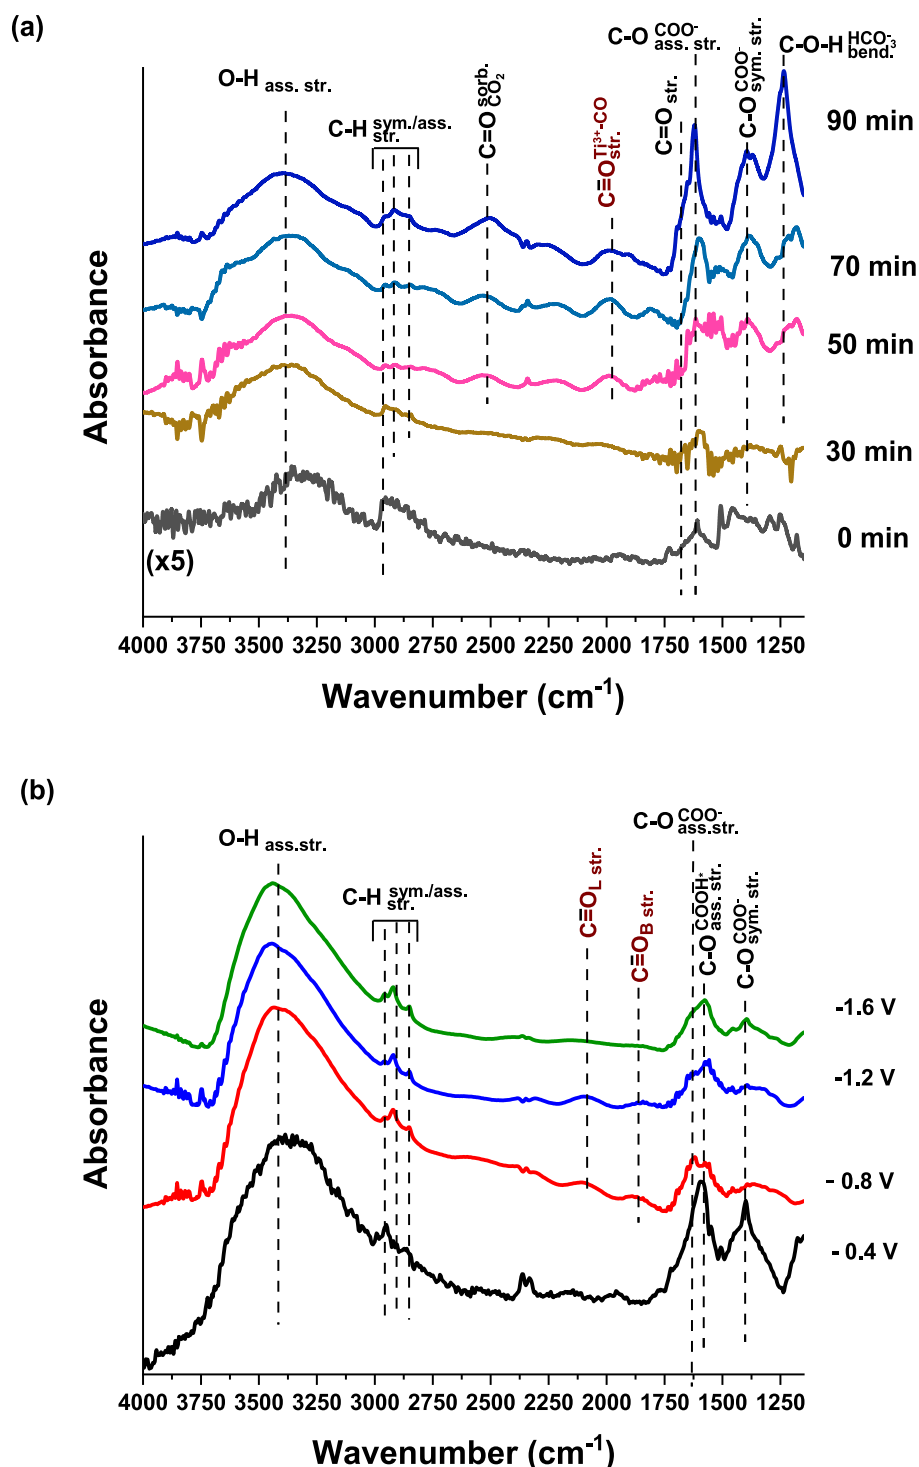 (a)
O-H ass. str.
C-H sym./ass. str.
C=O sorb. CO2
C≡O Ti3+-CO str.
C-O COO- ass. str.
C=O str.
C-O COO- sym. str.
C-O-H HCO3- bend.
90 min
70 min
50 min
30 min
0 min
(x5)
Absorbance
4000 3750 3500 3250 3000 2750 2500 2250 2000 1750 1500 1250
Wavenumber (cm-1)
(b)
O-H ass.str.
C-H sym./ass. str.
C≡OL str.
C≡OB str.
C-O COO- ass.str.
C-O COOH* ass. str.
C-O COO- sym. str.
-1.6 V
-1.2 V
- 0.8 V
- 0.4 V
Absorbance
4000 3750 3500 3250 3000 2750 2500 2250 2000 1750 1500 1250
Wavenumber (cm-1)